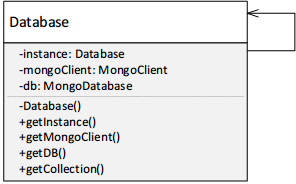 Database
-instance: Database
-mongoClient: MongoClient
-db: MongoDatabase
-Database()
+getInstance()
+getMongoClient()
+getDB()
+getCollection()